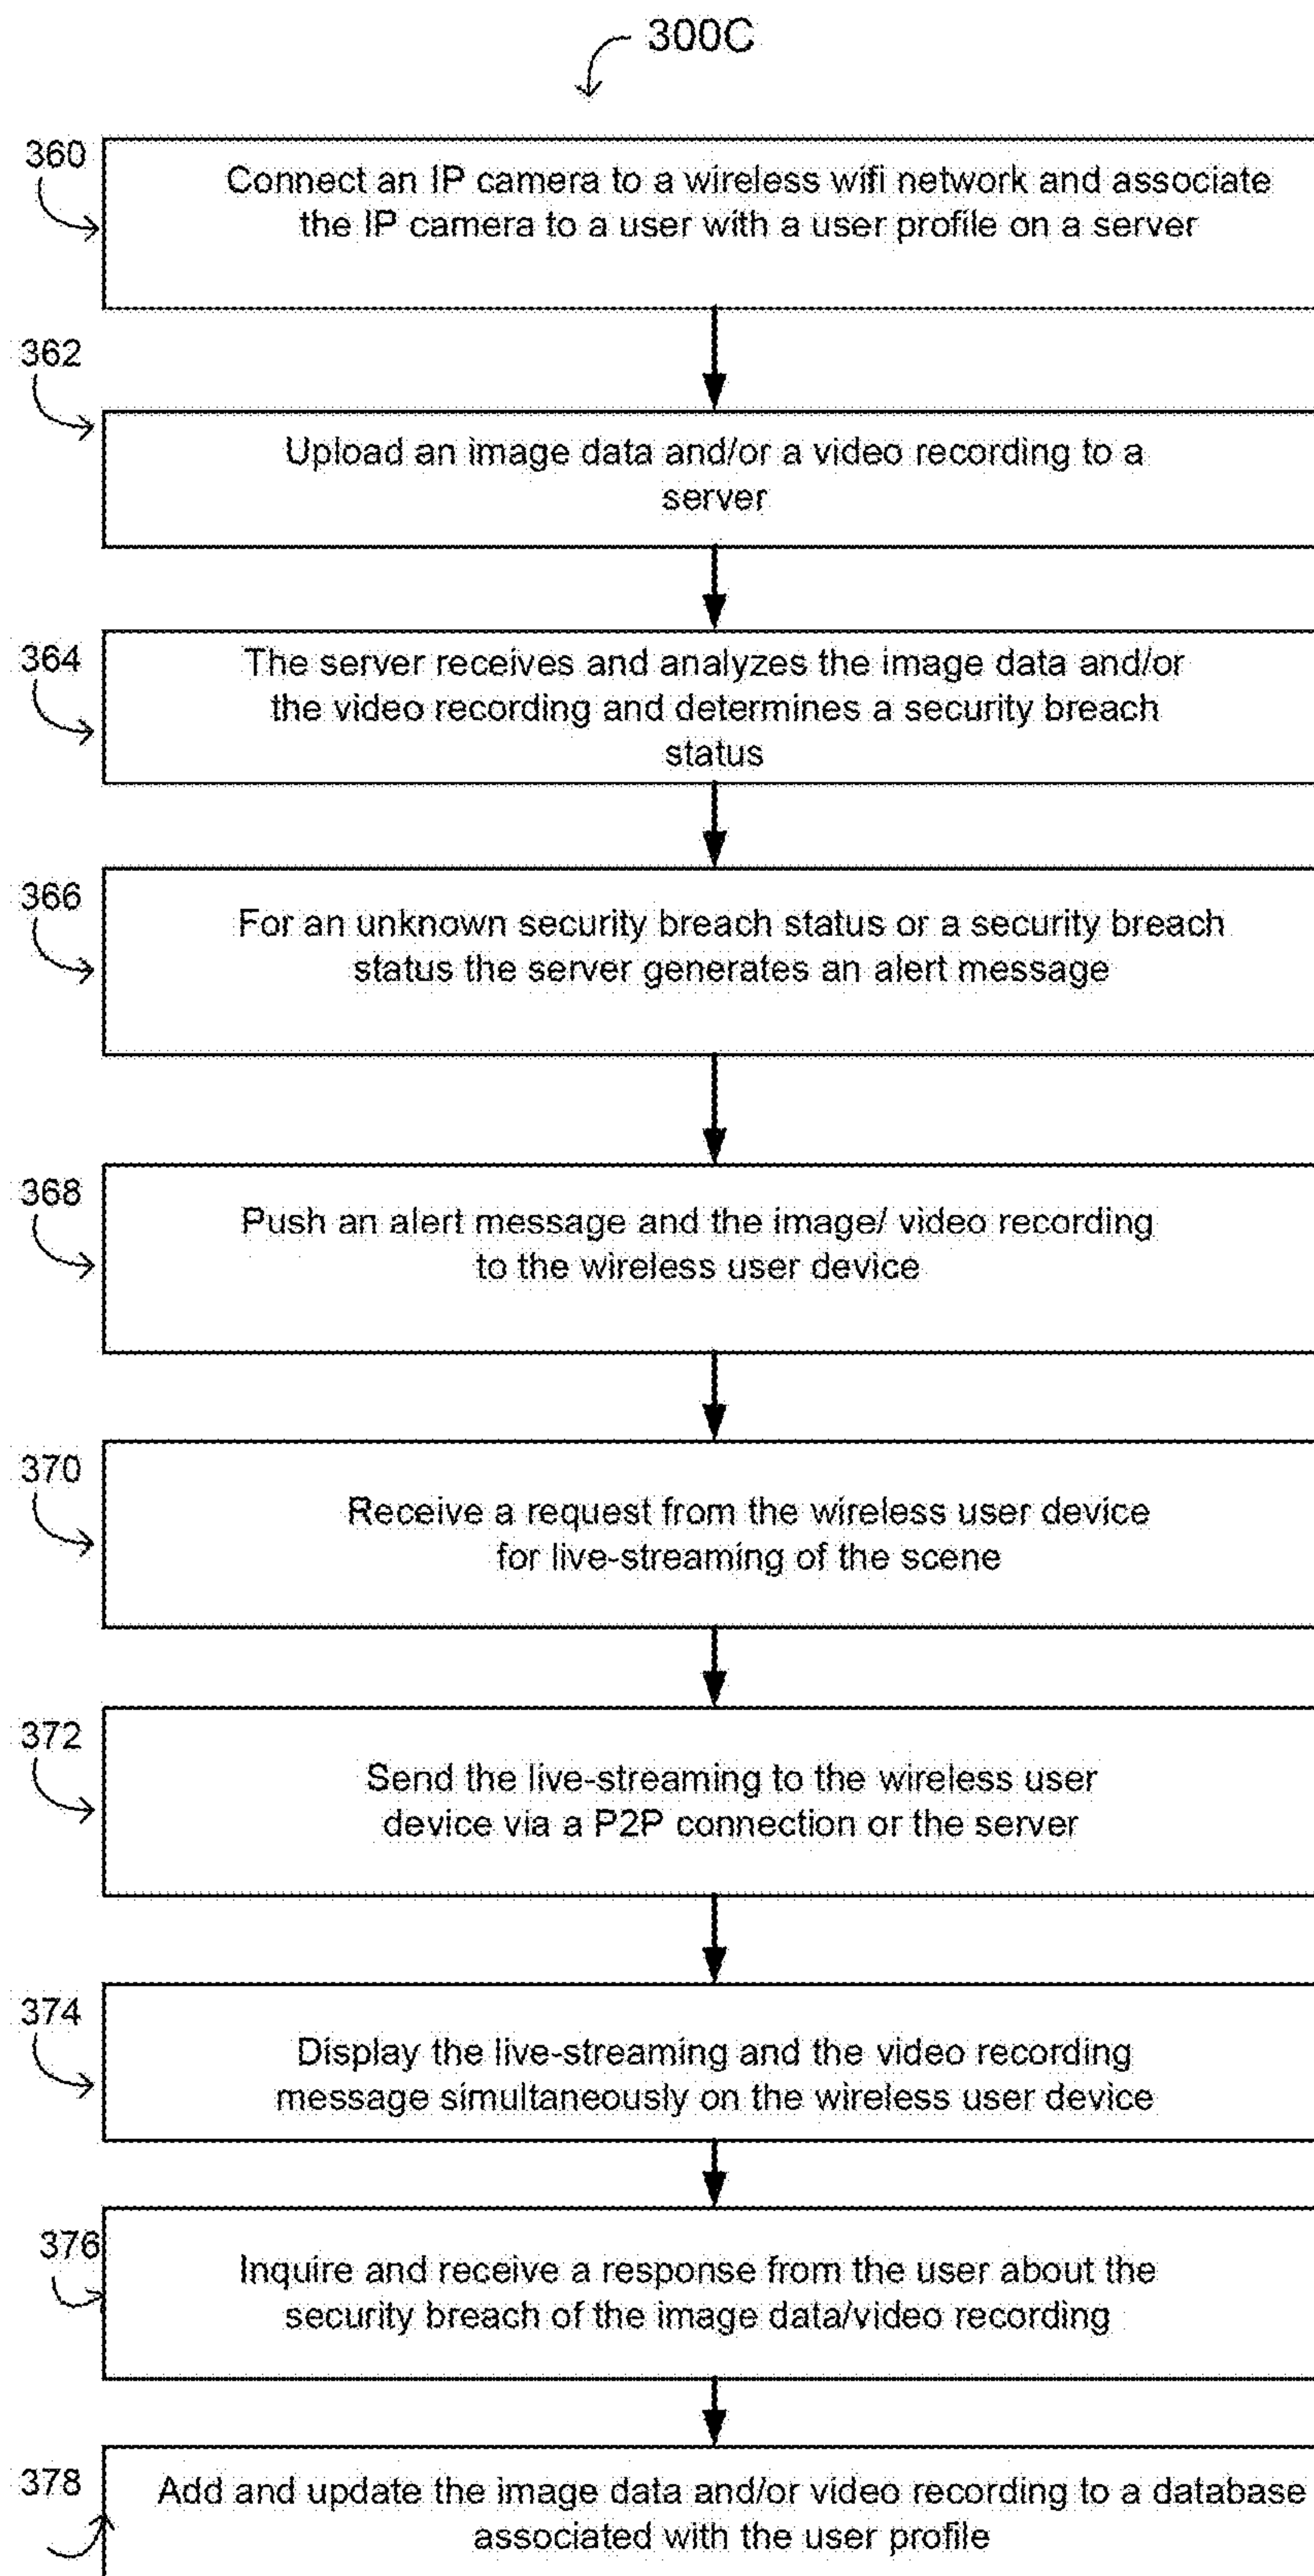 300C
360
Connect an IP camera to a wireless wifi network and associate
the IP camera to a user with a user profile on a server
362
Upload an image data and/or a video recording to a
server
364
The server receives and analyzes the image data and/or
the video recording and determines a security breach
status
366
For an unknown security breach status or a security breach
status the server generates an alert message
368
Push an alert message and the image/ video recording
to the wireless user device
370
Receive a request from the wireless user device
for live-streaming of the scene
372
Send the live-streaming to the wireless user
device via a P2P connection or the server
374
Display the live-streaming and the video recording
message simultaneously on the wireless user device
376
Inquire and receive a response from the user about the
security breach of the image data/video recording
378
Add and update the image data and/or video recording to a database
associated with the user profile